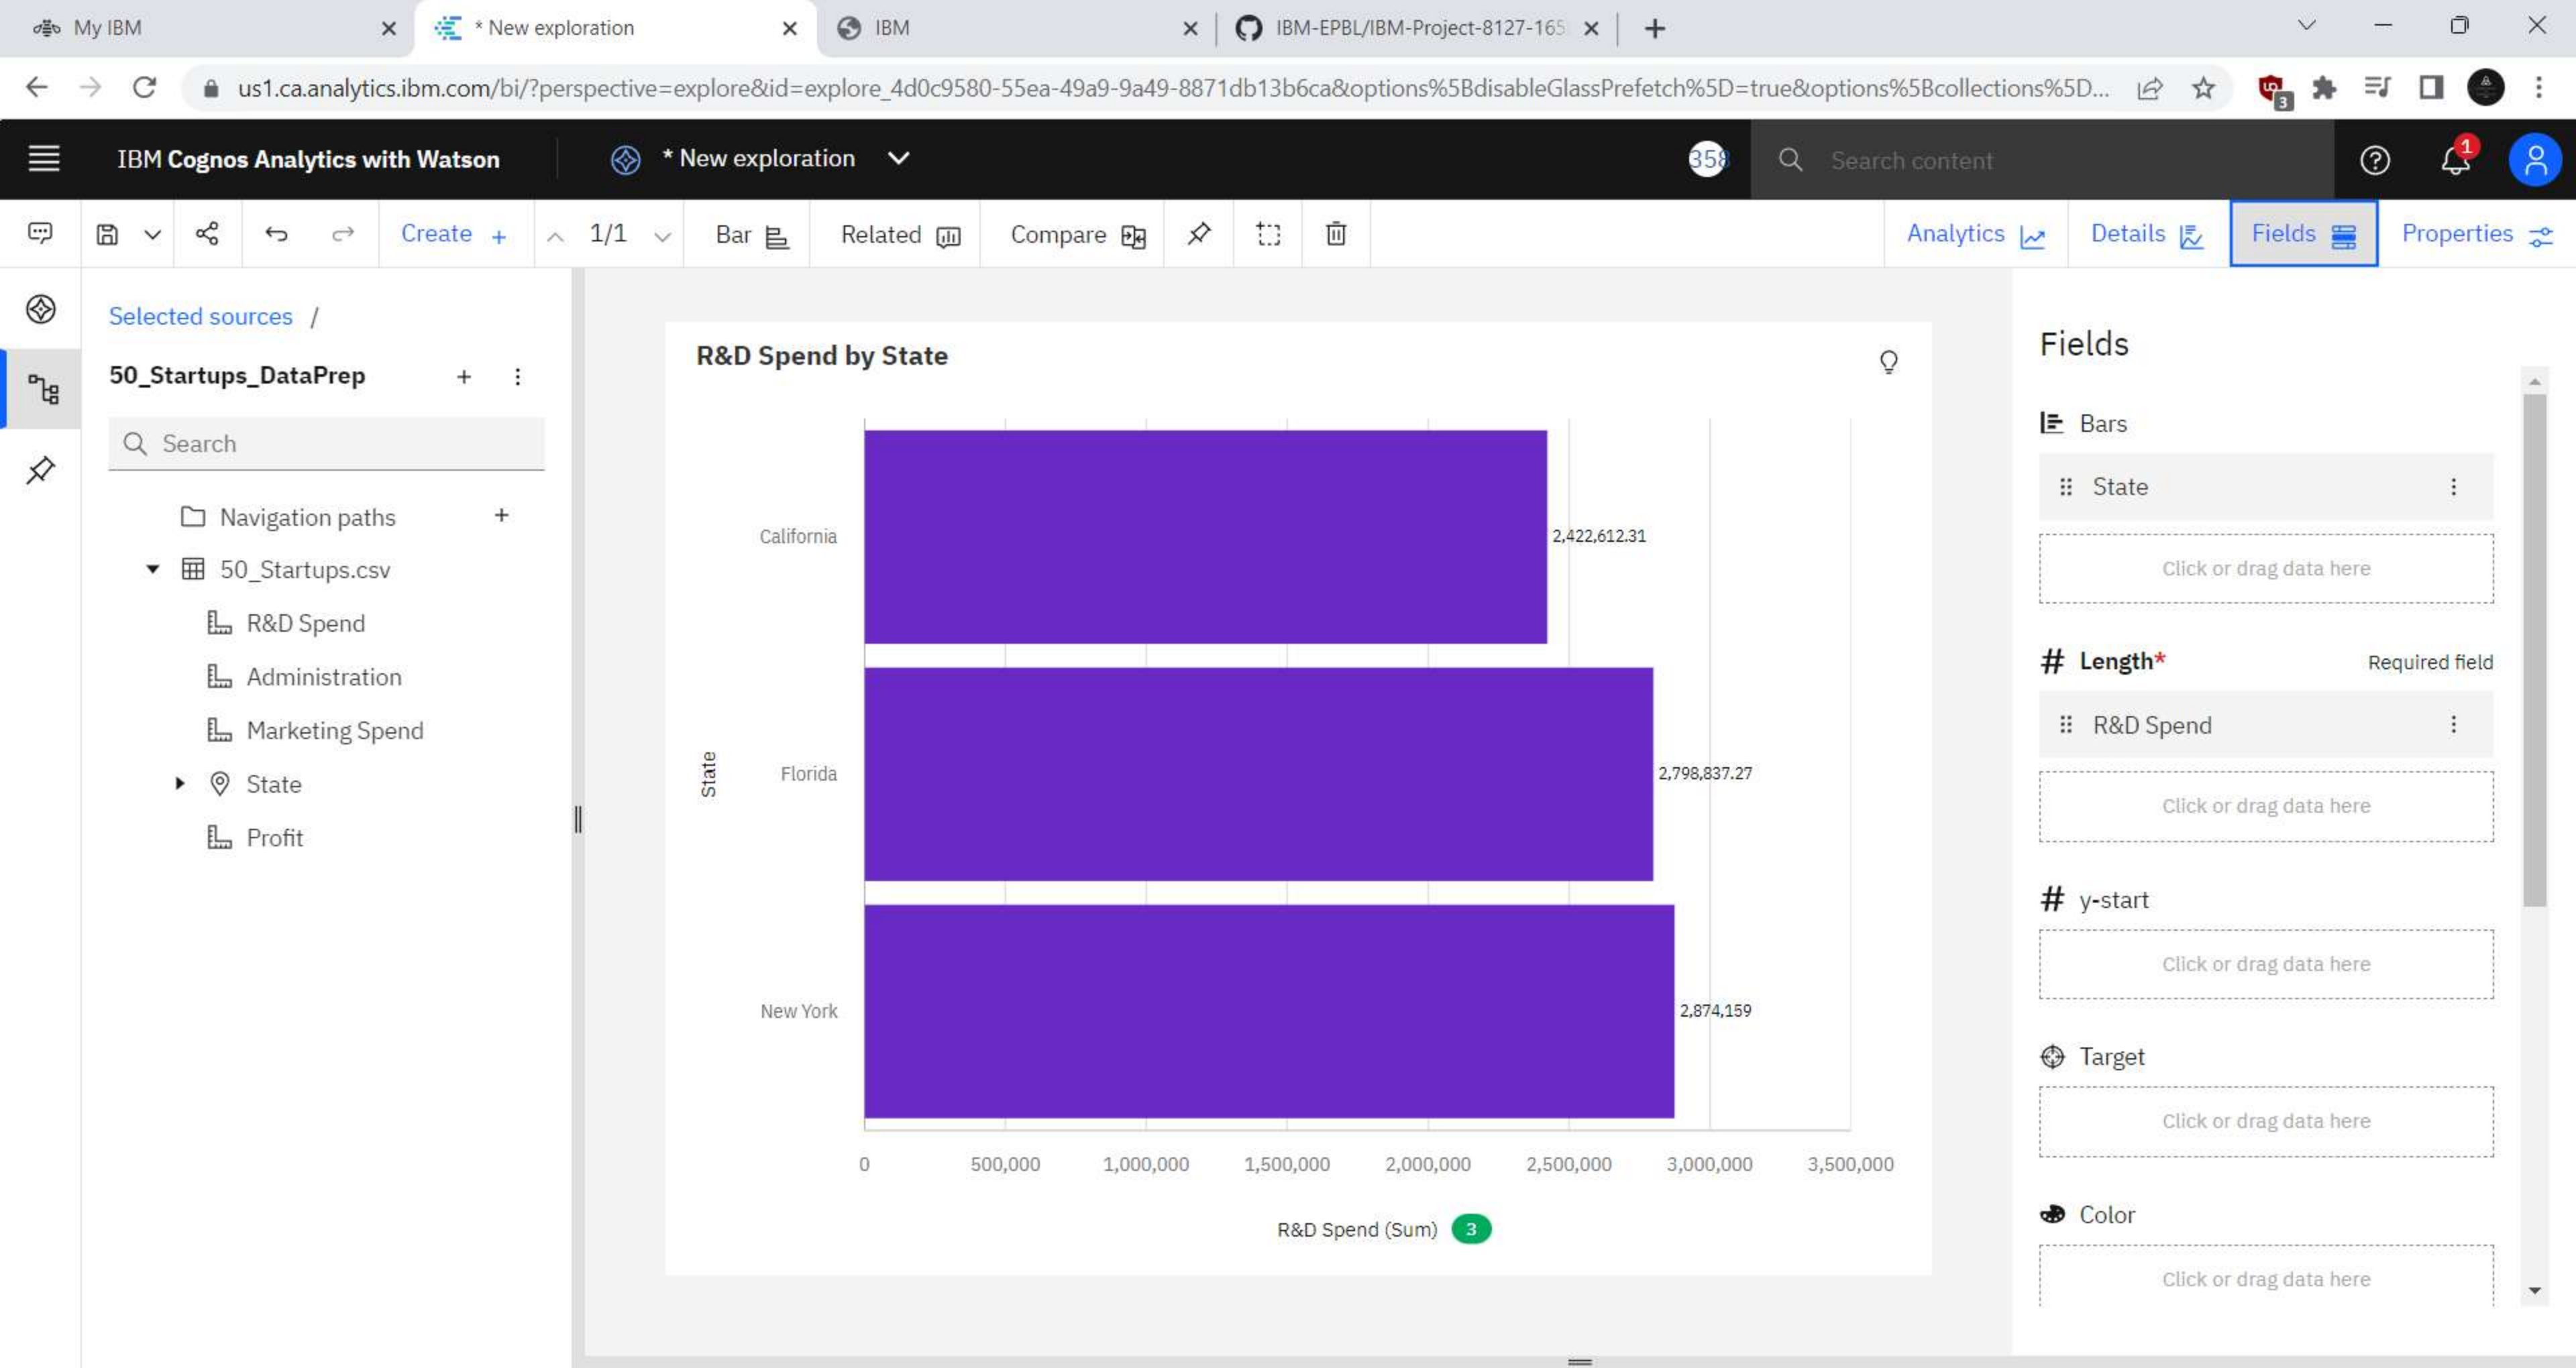 My IBM
* New exploration
IBM
IBM-EPBL/IBM-Project-8127-165
us1.ca.analytics.ibm.com/bi/?perspective=explore&id=explore_4d0c9580-55ea-49a9-9a49-8871db13b6ca&options%5BdisableGlassPrefetch%5D=true&options%5Bcollections%5D...
3
IBM Cognos Analytics with Watson
* New exploration
358
Search content
1
Create +
1/1
Bar
Related
Compare
Analytics
Details
Fields
Properties
Selected sources /
50_Startups_DataPrep
Search
Navigation paths
50_Startups.csv
R&D Spend
Administration
Marketing Spend
State
Profit
R&D Spend by State
State
California
2,422,612.31
Florida
2,798,837.27
New York
2,874,159
0 500,000 1,000,000 1,500,000 2,000,000 2,500,000 3,000,000 3,500,000
R&D Spend (Sum) 3
Fields
Bars
State
Click or drag data here
# Length* Required field
R&D Spend
Click or drag data here
# y-start
Click or drag data here
Target
Click or drag data here
Color
Click or drag data here